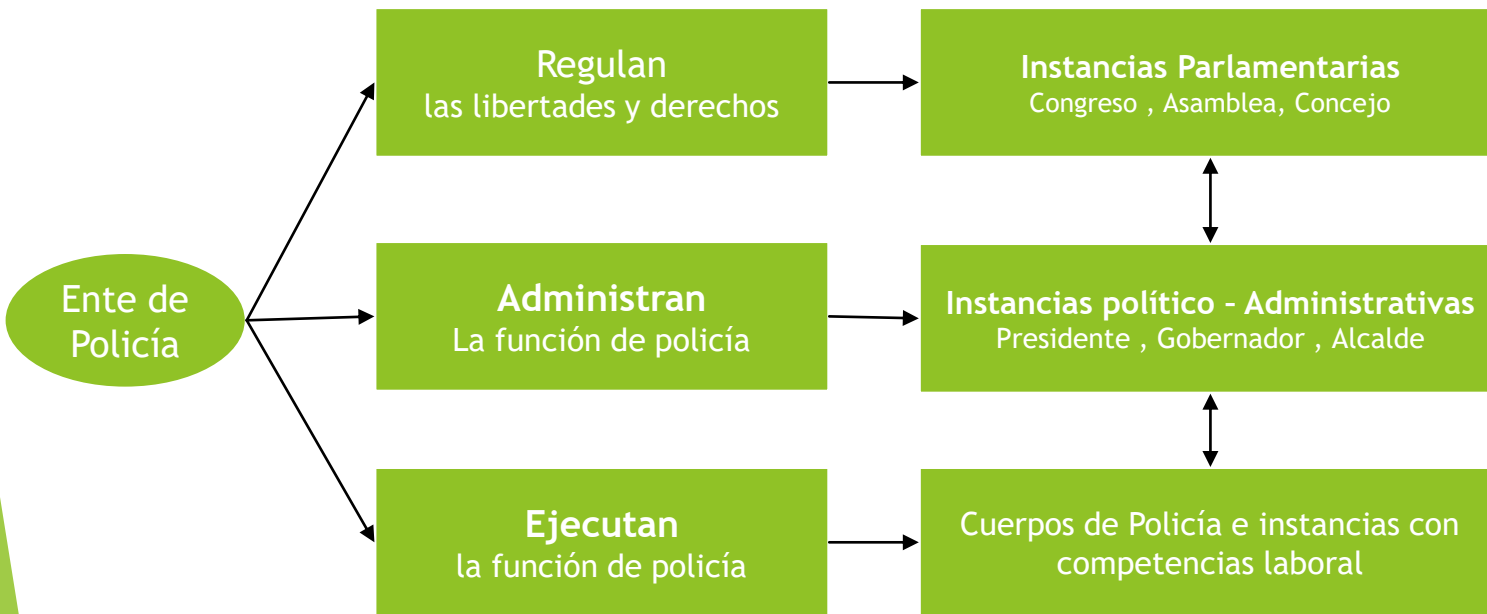 Regulan
las libertades y derechos
Instancias Parlamentarias
Congreso , Asamblea, Concejo
Ente de
Policía
Administran
La función de policía
Instancias político - Administrativas
Presidente , Gobernador , Alcalde
Ejecutan
la función de policía
Cuerpos de Policía e instancias con
competencias laboral